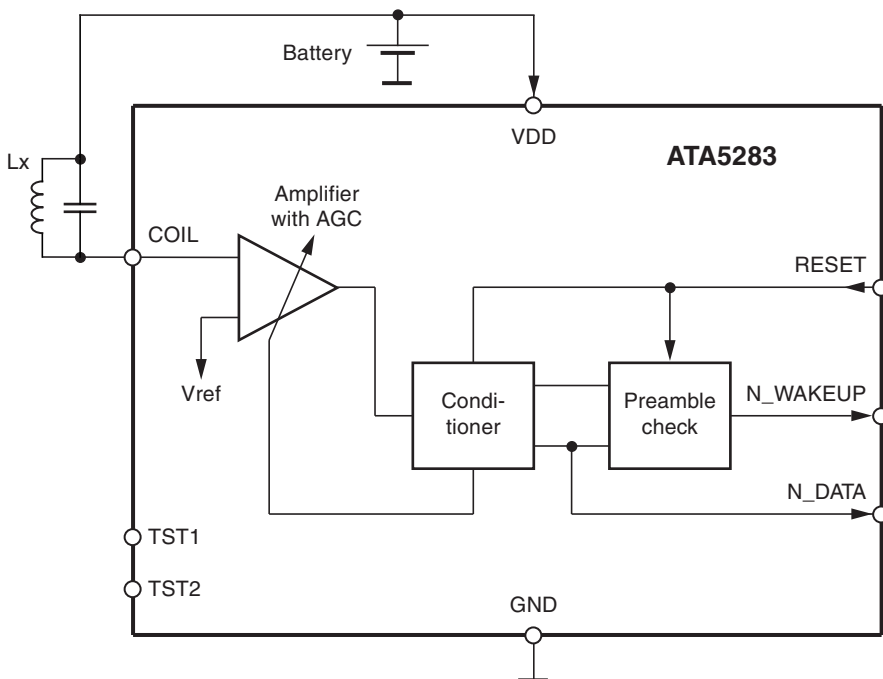 Battery
VDD
ATA5283
Lx
Amplifier
with AGC
COIL
RESET
Vref
Condi-
tioner
Preamble
check
N_WAKEUP
N_DATA
TST1
TST2
GND